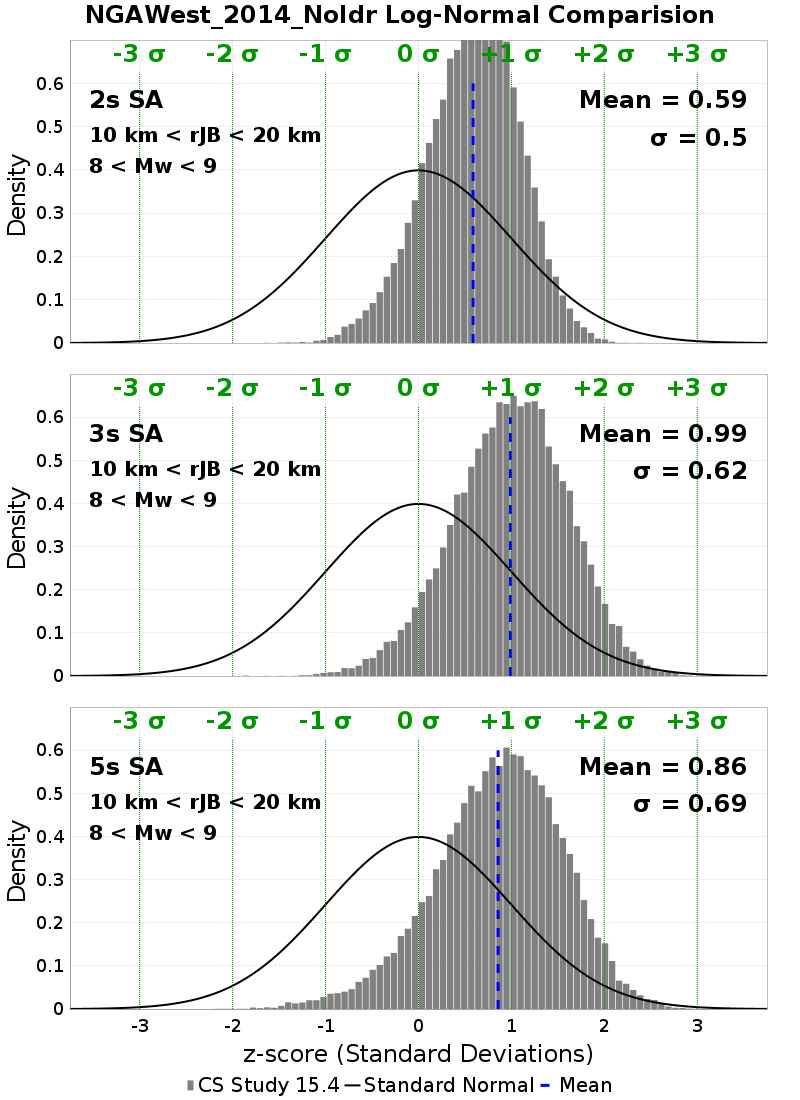 NGAWest_2014_NoIdr Log-Normal Comparision
-3 σ -2 σ -1 σ 0 σ +1 σ +2 σ +3 σ
0.6
2s SA Mean = 0.59
0.5
10 km < rJB < 20 km σ = 0.5
8 < Mw < 9
0.4
0.3
0.2
0.1
0
Density
-3 σ -2 σ -1 σ 0 σ +1 σ +2 σ +3 σ
0.6
3s SA Mean = 0.99
0.5
10 km < rJB < 20 km σ = 0.62
8 < Mw < 9
0.4
0.3
0.2
0.1
0
Density
-3 σ -2 σ -1 σ 0 σ +1 σ +2 σ +3 σ
0.6
5s SA Mean = 0.86
0.5
10 km < rJB < 20 km σ = 0.69
8 < Mw < 9
0.4
0.3
0.2
0.1
0
Density
-3 -2 -1 0 1 2 3
z-score (Standard Deviations)
CS Study 15.4 Standard Normal Mean